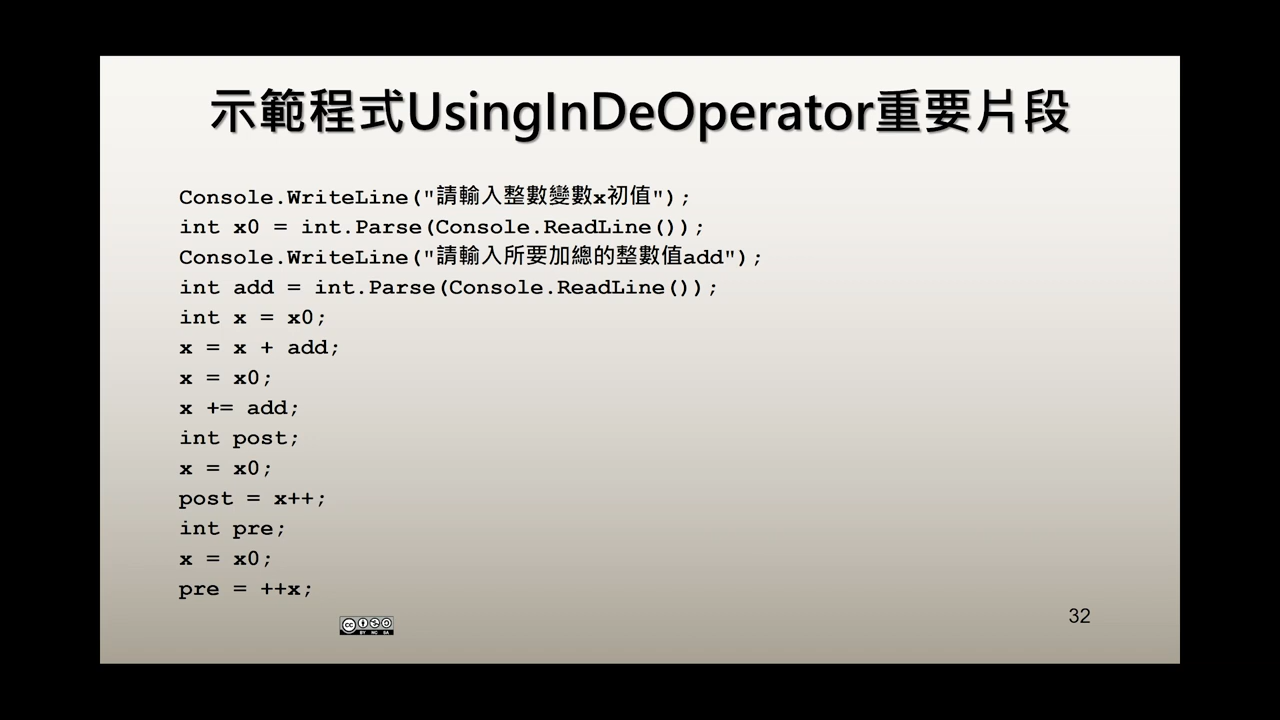 示範程式UsingInDeOperator重要片段
Console.WriteLine("請輸入整數變數x初值");
int x0 = int.Parse(Console.ReadLine());
Console.WriteLine("請輸入所要加總的整數值add");
int add = int.Parse(Console.ReadLine());
int x = x0;
x = x + add;
x = x0;
x += add;
int post;
x = x0;
post = x++;
int pre;
x = x0;
pre = ++x;
cc BY NC SA
32